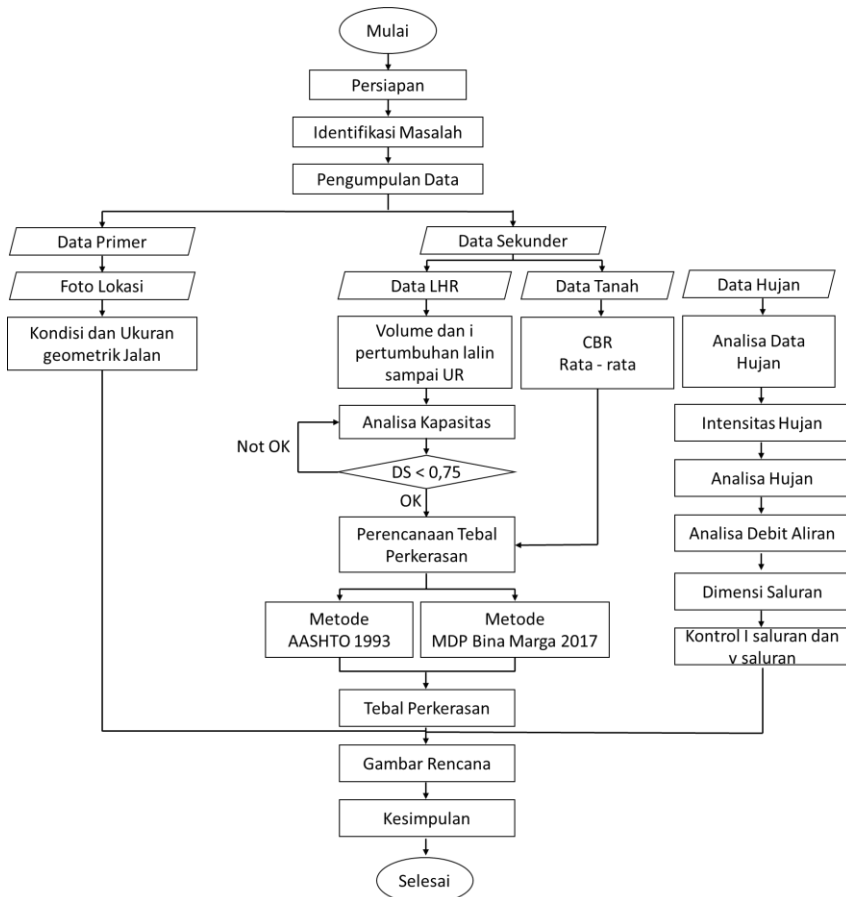 Mulai
Persiapan
Identifikasi Masalah
Pengumpulan Data
Data Primer
Data Sekunder
Foto Lokasi
Data LHR
Data Tanah
Data Hujan
Kondisi dan Ukuran
geometrik Jalan
Volume dan i
pertumbuhan lalin
sampai UR
CBR
Rata - rata
Analisa Data
Hujan
Analisa Kapasitas
Intensitas Hujan
Not OK
DS < 0,75
Analisa Hujan
OK
Perencanaan Tebal
Perkerasan
Analisa Debit Aliran
Dimensi Saluran
Metode
AASHTO 1993
Metode
MDP Bina Marga 2017
Kontrol I saluran dan
v saluran
Tebal Perkerasan
Gambar Rencana
Kesimpulan
Selesai